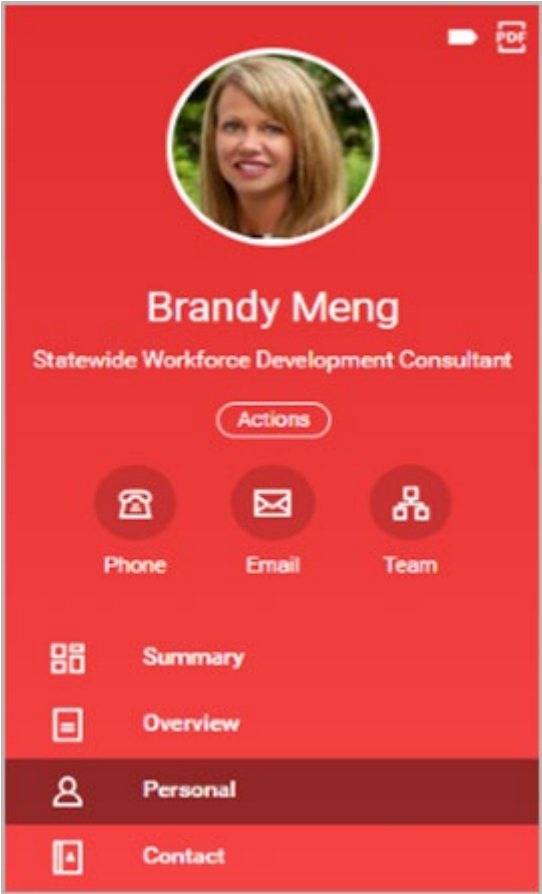 PDF
Brandy Meng
Statewide Workforce Development Consultant
Actions
Phone Email Team
Summary
Overview
Personal
Contact